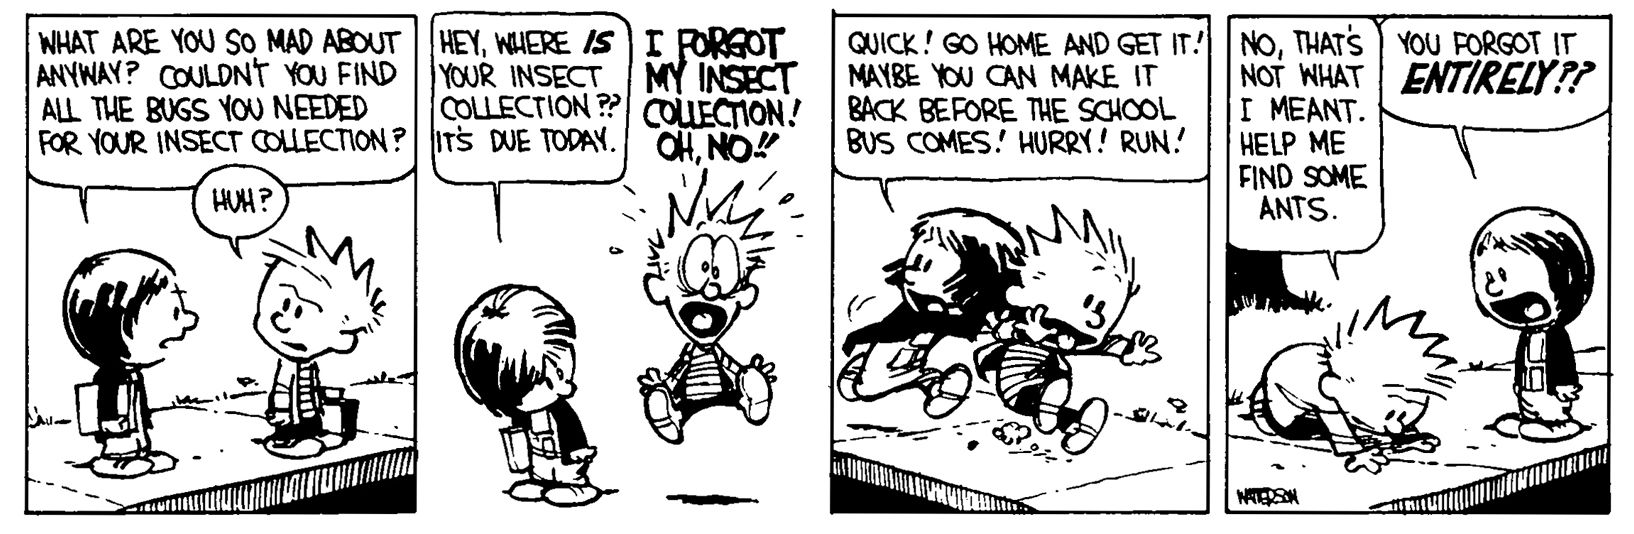 WHAT ARE YOU SO MAD ABOUT
ANYWAY? COULDN'T YOU FIND
ALL THE BUGS YOU NEEDED
FOR YOUR INSECT COLLECTION?
HUH?
HEY, WHERE IS
YOUR INSECT
COLLECTION??
IT'S DUE TODAY.
I FORGOT
MY INSECT
COLLECTION!
OH, NO!!
QUICK! GO HOME AND GET IT!
MAYBE YOU CAN MAKE IT
BACK BEFORE THE SCHOOL
BUS COMES! HURRY! RUN!
NO, THAT'S
NOT WHAT
I MEANT.
HELP ME
FIND SOME
ANTS.
YOU FORGOT IT
ENTIRELY??
WATTERSON